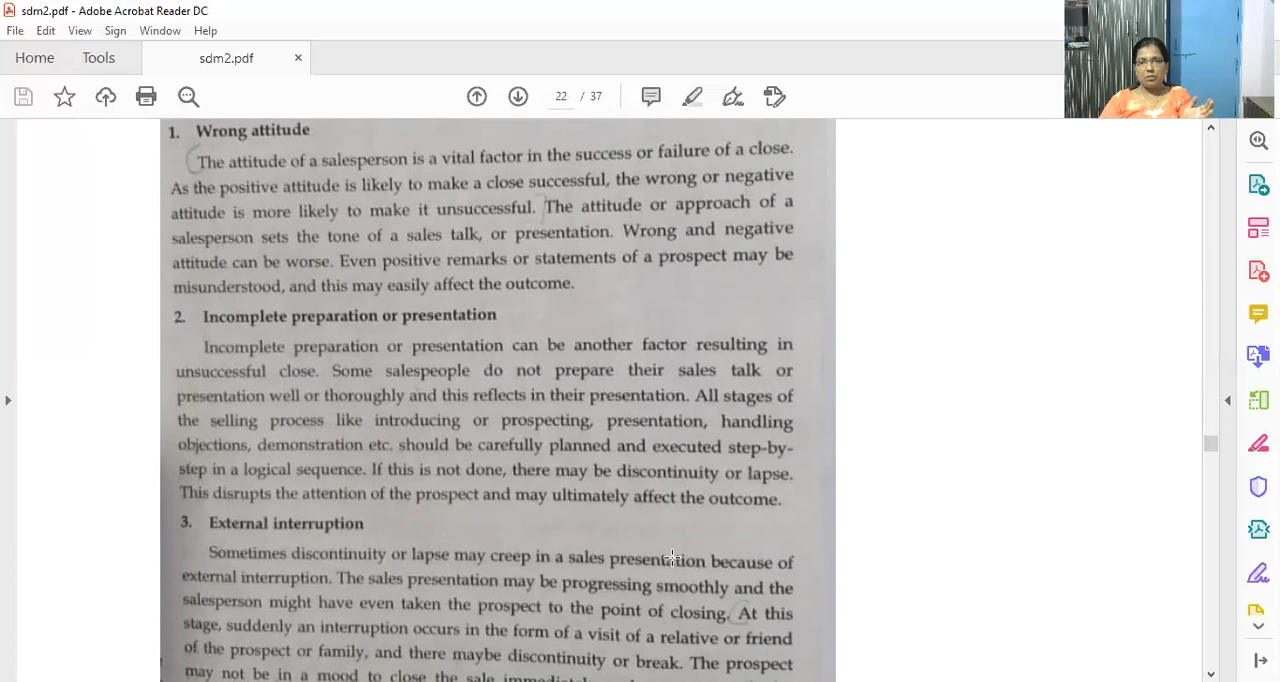 sdm2.pdf - Adobe Acrobat Reader DC
File Edit View Sign Window Help
Home Tools sdm2.pdf ×
22 / 37
1. Wrong attitude
The attitude of a salesperson is a vital factor in the success or failure of a close.
As the positive attitude is likely to make a close successful, the wrong or negative
attitude is more likely to make it unsuccessful. The attitude or approach of a
salesperson sets the tone of a sales talk, or presentation. Wrong and negative
attitude can be worse. Even positive remarks or statements of a prospect may be
misunderstood, and this may easily affect the outcome.
2. Incomplete preparation or presentation
Incomplete preparation or presentation can be another factor resulting in
unsuccessful close. Some salespeople do not prepare their sales talk or
presentation well or thoroughly and this reflects in their presentation. All stages of
the selling process like introducing or prospecting, presentation, handling
objections, demonstration etc. should be carefully planned and executed step-by-
step in a logical sequence. If this is not done, there may be discontinuity or lapse.
This disrupts the attention of the prospect and may ultimately affect the outcome.
3. External interruption
Sometimes discontinuity or lapse may creep in a sales presentation because of
external interruption. The sales presentation may be progressing smoothly and the
salesperson might have even taken the prospect to the point of closing. At this
stage, suddenly an interruption occurs in the form of a visit of a relative or friend
of the prospect or family, and there maybe discontinuity or break. The prospect
may not be in a mood to close the sale